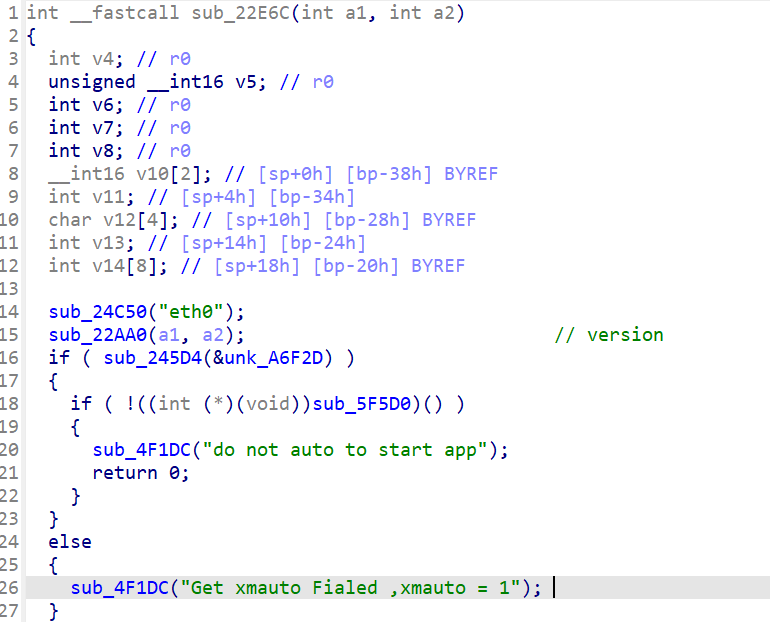 1 int __fastcall sub_22E6C(int a1, int a2)
2 {
3 int v4; // r0
4 unsigned __int16 v5; // r0
5 int v6; // r0
6 int v7; // r0
7 int v8; // r0
8 __int16 v10[2]; // [sp+0h] [bp-38h] BYREF
9 int v11; // [sp+4h] [bp-34h]
10 char v12[4]; // [sp+10h] [bp-28h] BYREF
11 int v13; // [sp+14h] [bp-24h]
12 int v14[8]; // [sp+18h] [bp-20h] BYREF
13
14 sub_24C50("eth0");
15 sub_22AA0(a1, a2); // version
16 if ( sub_245D4(&unk_A6F2D) )
17 {
18 if ( !((int (*)(void))sub_5F5D0)() )
19 {
20 sub_4F1DC("do not auto to start app");
21 return 0;
22 }
23 }
24 else
25 {
26 sub_4F1DC("Get xmauto Fialed ,xmauto = 1");
27 }